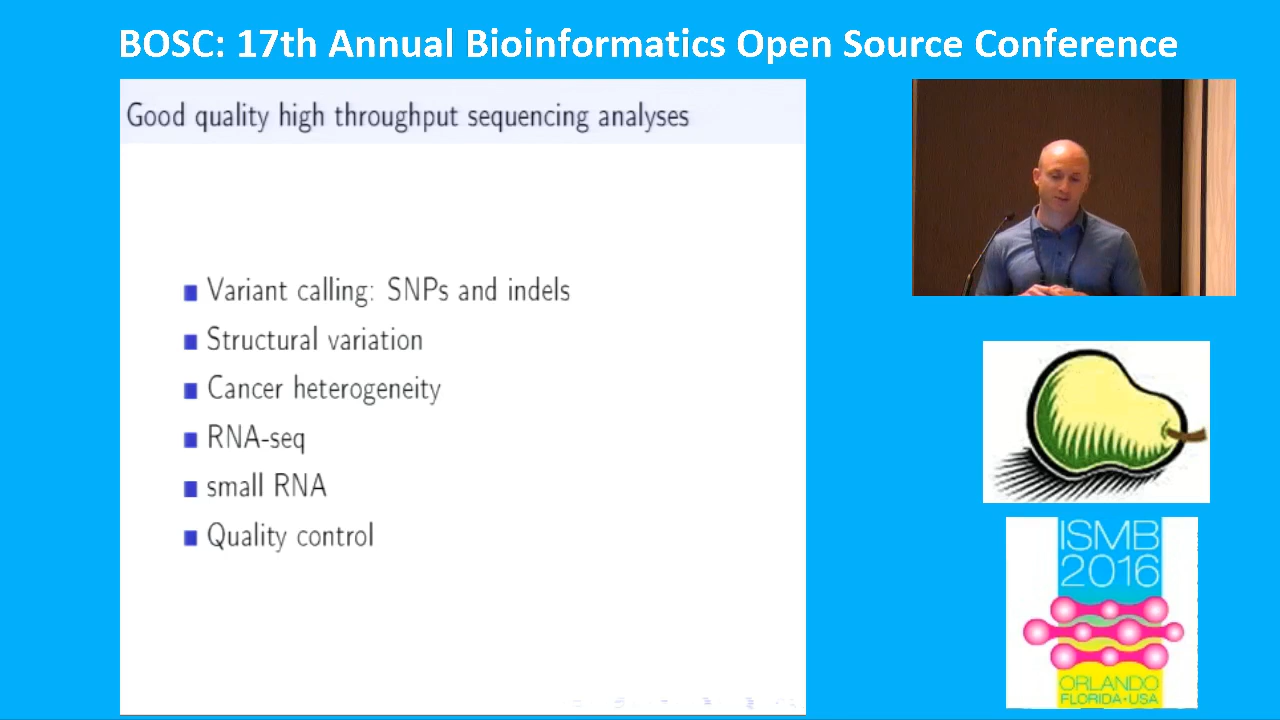 BOSC: 17th Annual Bioinformatics Open Source Conference
Good quality high throughput sequencing analyses
Variant calling: SNPs and indels
Structural variation
Cancer heterogeneity
RNA-seq
small RNA
Quality control
ISMB
2016
ORLANDO
FLORIDA·USA